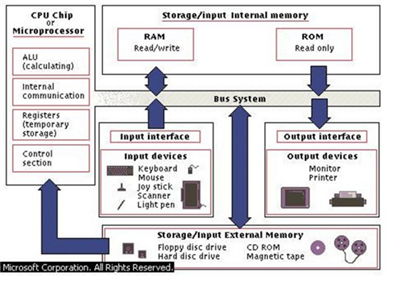 CPU Chip
or
Microprocessor
ALU
(calculating)
Internal
communication
Registers
(temporary
storage)
Control
section
Storage/input Internal memory
RAM
Read/write
ROM
Read only
Bus System
Input interface
Input devices
Keyboard
Mouse
Joy stick
Scanner
Light pen
Output interface
Output devices
Monitor
Printer
Storage/Input External Memory
Floppy disc drive
Hard disc drive
CD ROM
Magnetic tape
Microsoft Corporation. All Rights Reserved.